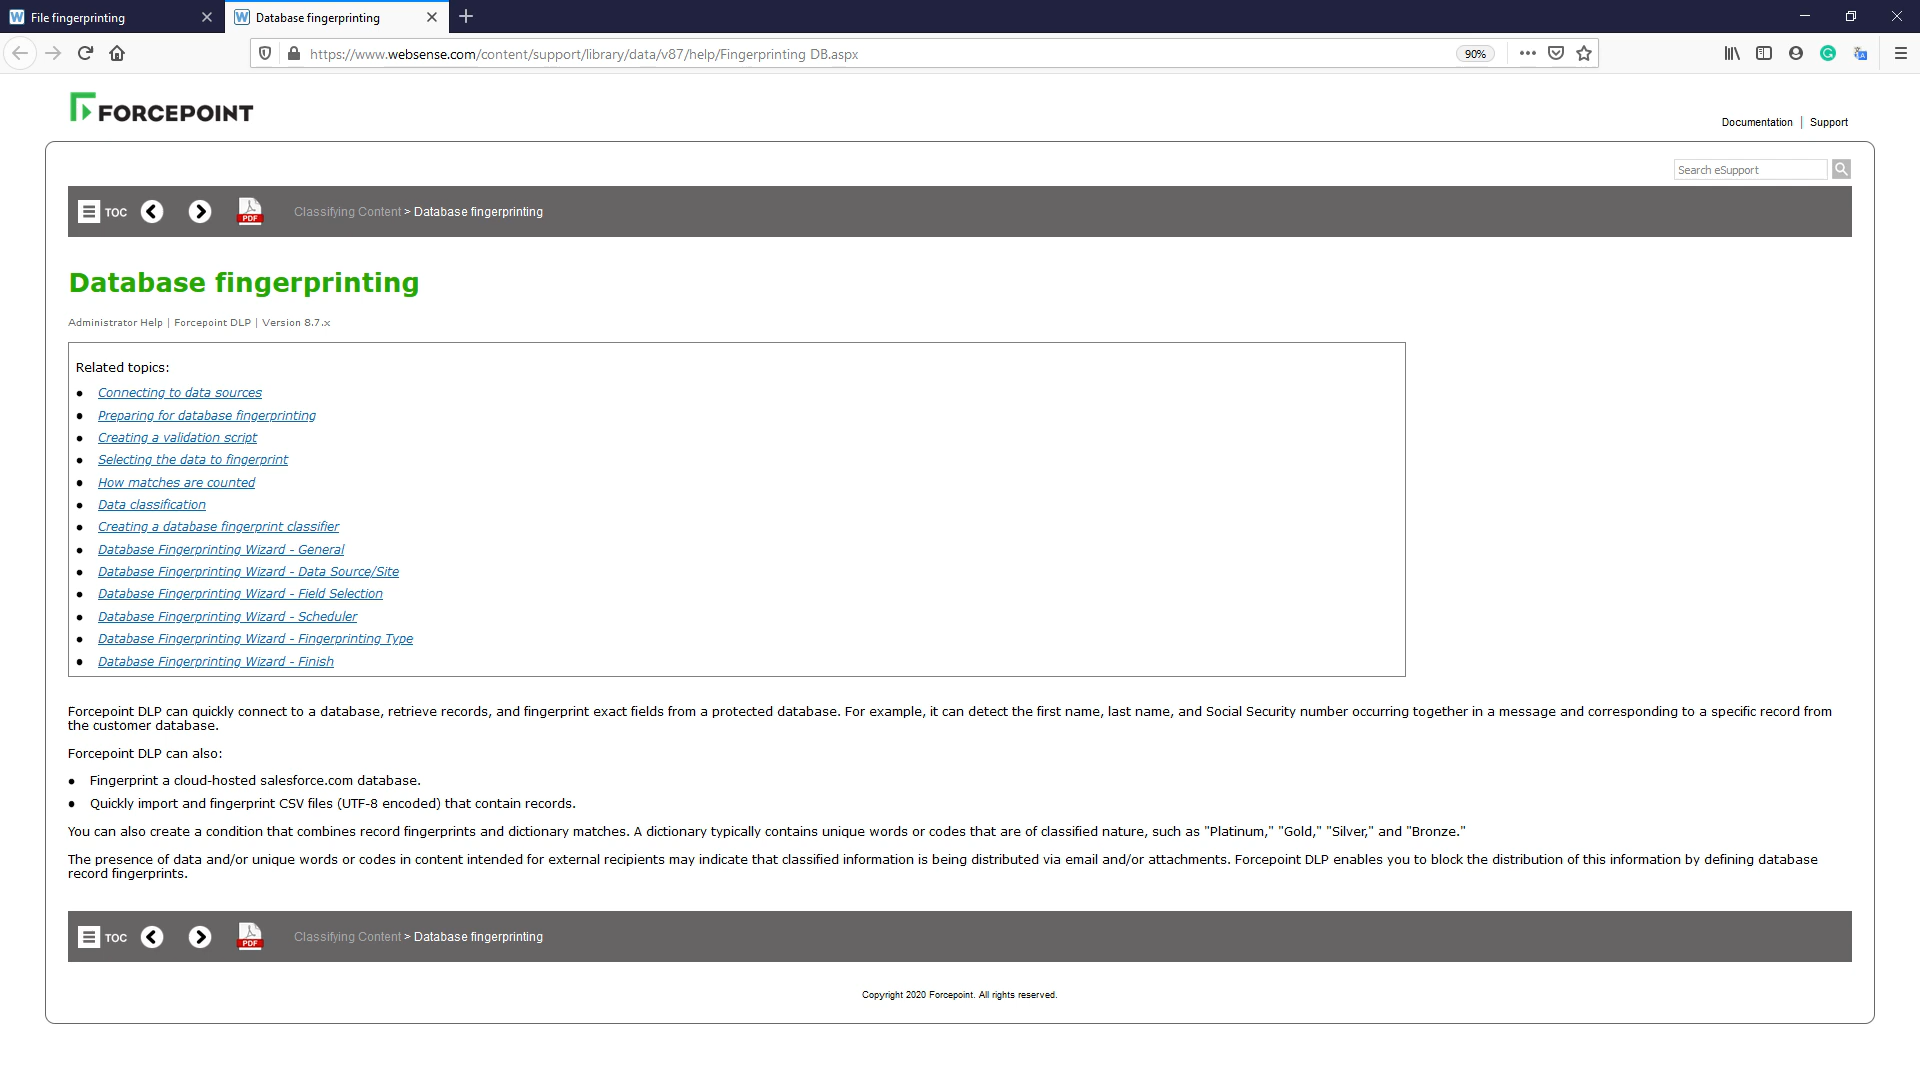 File fingerprinting
Database fingerprinting
https://www.websense.com/content/support/library/data/v87/help/Fingerprinting DB.aspx
90%
FORCEPOINT
Documentation | Support
Search eSupport
TOC
PDF
Classifying Content > Database fingerprinting
Database fingerprinting
Administrator Help | Forcepoint DLP | Version 8.7.x
Related topics:
● Connecting to data sources
● Preparing for database fingerprinting
● Creating a validation script
● Selecting the data to fingerprint
● How matches are counted
● Data classification
● Creating a database fingerprint classifier
● Database Fingerprinting Wizard - General
● Database Fingerprinting Wizard - Data Source/Site
● Database Fingerprinting Wizard - Field Selection
● Database Fingerprinting Wizard - Scheduler
● Database Fingerprinting Wizard - Fingerprinting Type
● Database Fingerprinting Wizard - Finish
Forcepoint DLP can quickly connect to a database, retrieve records, and fingerprint exact fields from a protected database. For example, it can detect the first name, last name, and Social Security number occurring together in a message and corresponding to a specific record from
the customer database.
Forcepoint DLP can also:
● Fingerprint a cloud-hosted salesforce.com database.
● Quickly import and fingerprint CSV files (UTF-8 encoded) that contain records.
You can also create a condition that combines record fingerprints and dictionary matches. A dictionary typically contains unique words or codes that are of classified nature, such as "Platinum," "Gold," "Silver," and "Bronze."
The presence of data and/or unique words or codes in content intended for external recipients may indicate that classified information is being distributed via email and/or attachments. Forcepoint DLP enables you to block the distribution of this information by defining database
record fingerprints.
TOC
PDF
Classifying Content > Database fingerprinting
Copyright 2020 Forcepoint. All rights reserved.